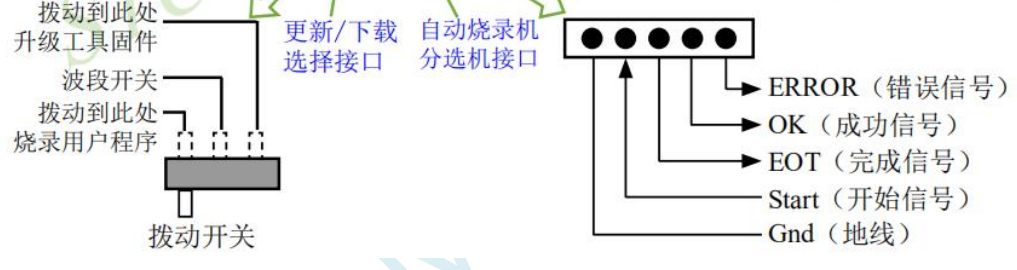 拨动到此处
升级工具固件
波段开关
拨动到此处
烧录用户程序
拨动开关
更新/下载
选择接口
自动烧录机
分选机接口
ERROR（错误信号）
OK（成功信号）
EOT（完成信号）
Start（开始信号）
Gnd（地线）